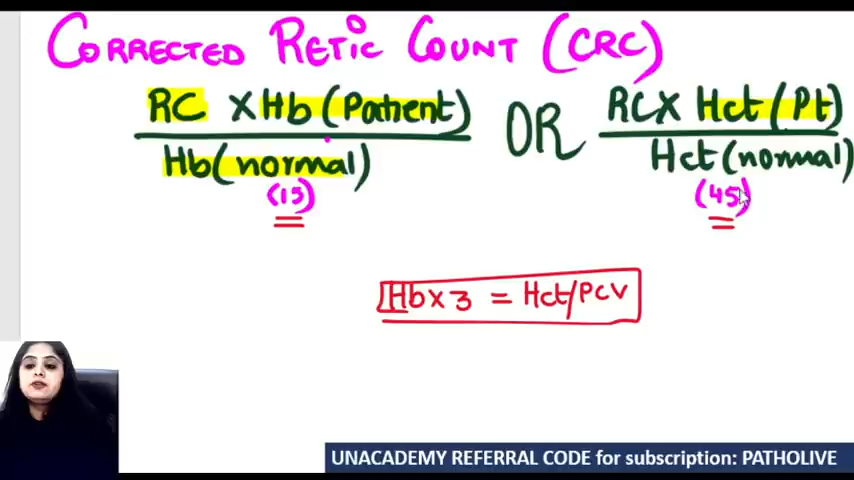 CORRECTED RETIC COUNT (CRC)
RC X Hb (Patient) OR RCX Hct (Pt)
Hb (normal) Hct (normal)
(15) (45)
Hb x 3 = Hct/PCV
UNACADEMY REFERRAL CODE for subscription: PATHOLIVE